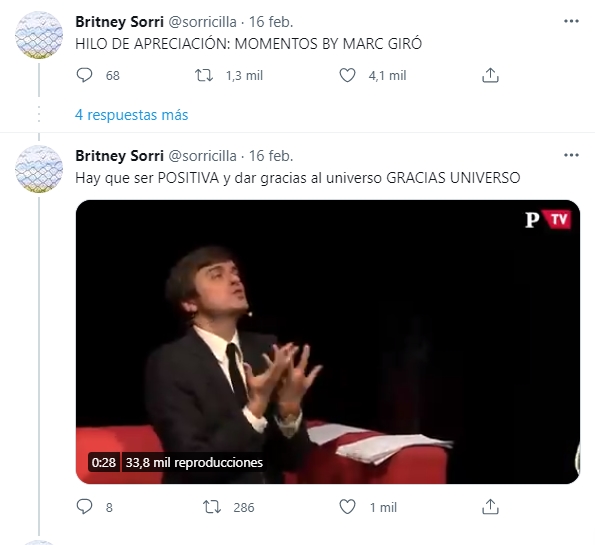 Britney Sorri @sorricilla · 16 feb.
HILO DE APRECIACIÓN: MOMENTOS BY MARC GIRÓ
68 1,3 mil 4,1 mil
4 respuestas más
Britney Sorri @sorricilla · 16 feb.
Hay que ser POSITIVA y dar gracias al universo GRACIAS UNIVERSO
P TV
0:28 33,8 mil reproducciones
8 286 1 mil